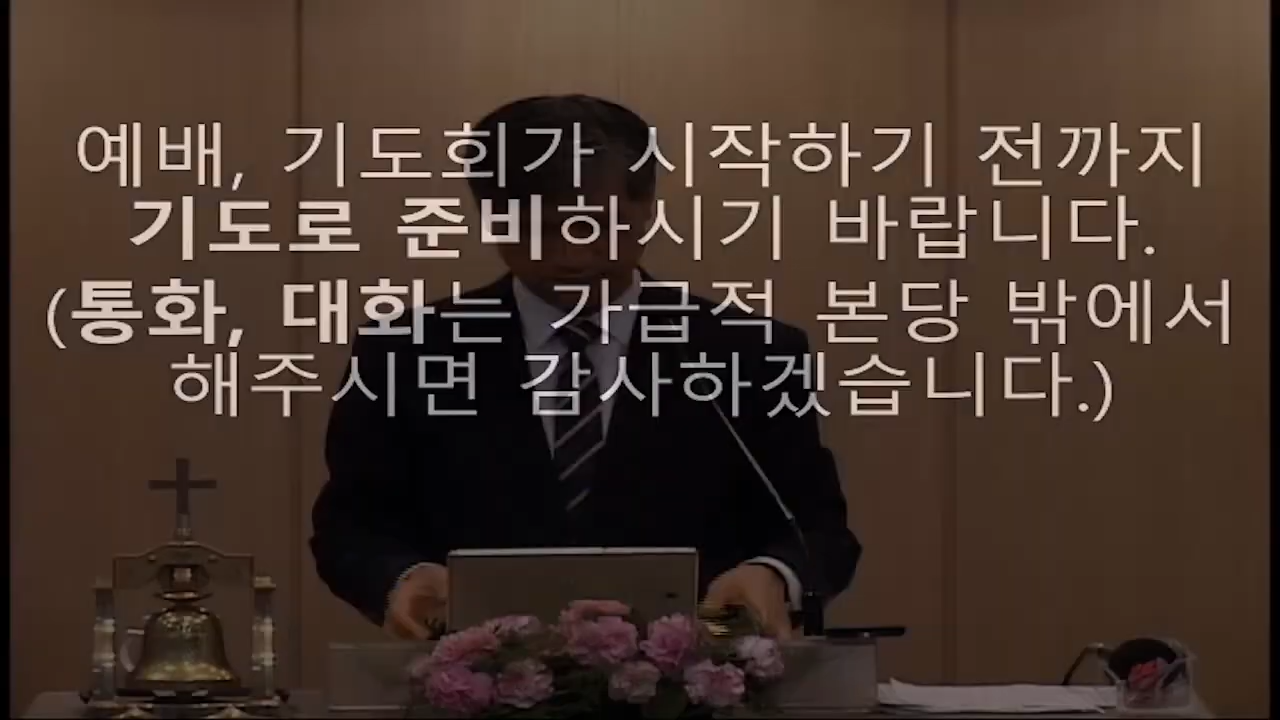 예배, 기도회가 시작하기 전까지
기도로 준비하시기 바랍니다.
(통화, 대화는 가급적 본당 밖에서
해주시면 감사하겠습니다.)